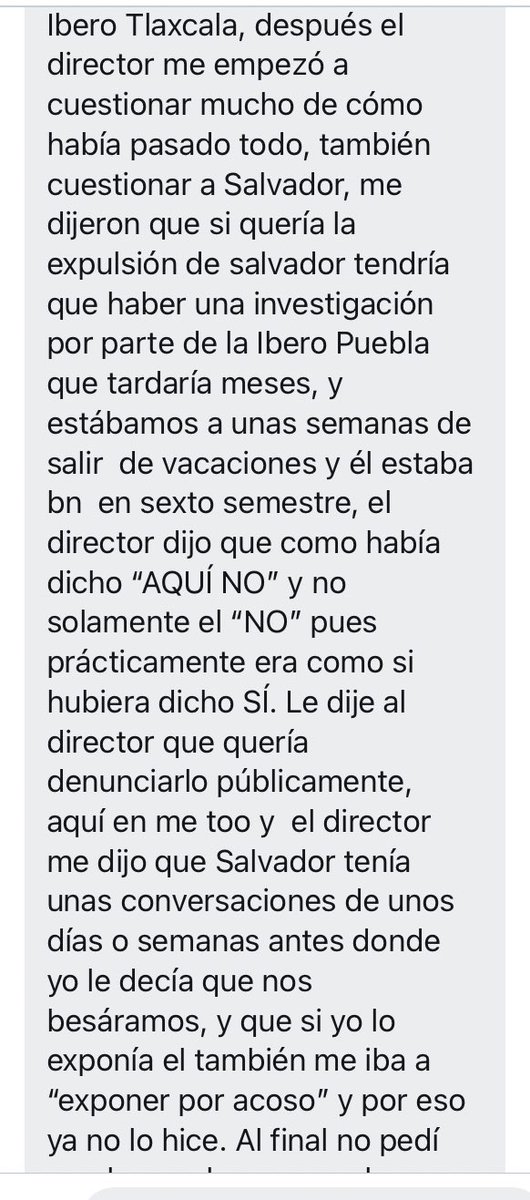 Ibero Tlaxcala, después el
director me empezó a
cuestionar mucho de cómo
había pasado todo, también
cuestionar a Salvador, me
dijeron que si quería la
expulsión de salvador tendría
que haber una investigación
por parte de la Ibero Puebla
que tardaría meses, y
estábamos a unas semanas de
salir  de vacaciones y él estaba
bn  en sexto semestre, el
director dijo que como había
dicho “AQUÍ NO” y no
solamente el “NO” pues
prácticamente era como si
hubiera dicho SÍ. Le dije al
director que quería
denunciarlo públicamente,
aquí en me too y  el director
me dijo que Salvador tenía
unas conversaciones de unos
días o semanas antes donde
yo le decía que nos
besáramos, y que si yo lo
exponía el también me iba a
“exponer por acoso” y por eso
ya no lo hice. Al final no pedí